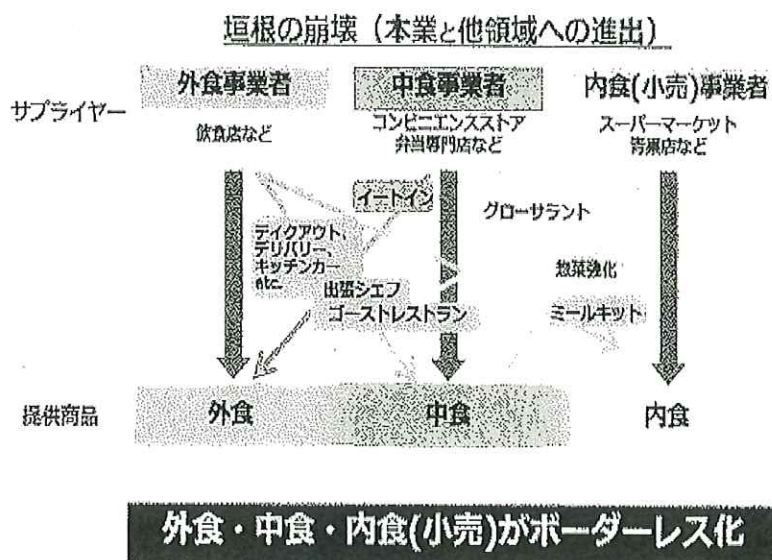 垣根の崩壊（本業と他領域への進出）
サプライヤー
外食事業者
飲食店など
中食事業者
コンビニエンスストア
弁当専門店など
内食(小売)事業者
スーパーマーケット
青果店など
イートイン
グローサラント
テイクアウト、
デリバリー、
キッチンカー
etc.
惣菜強化
出張シェフ
ゴーストレストラン
ミールキット
提供商品
外食
中食
内食
外食・中食・内食(小売)がボーダーレス化